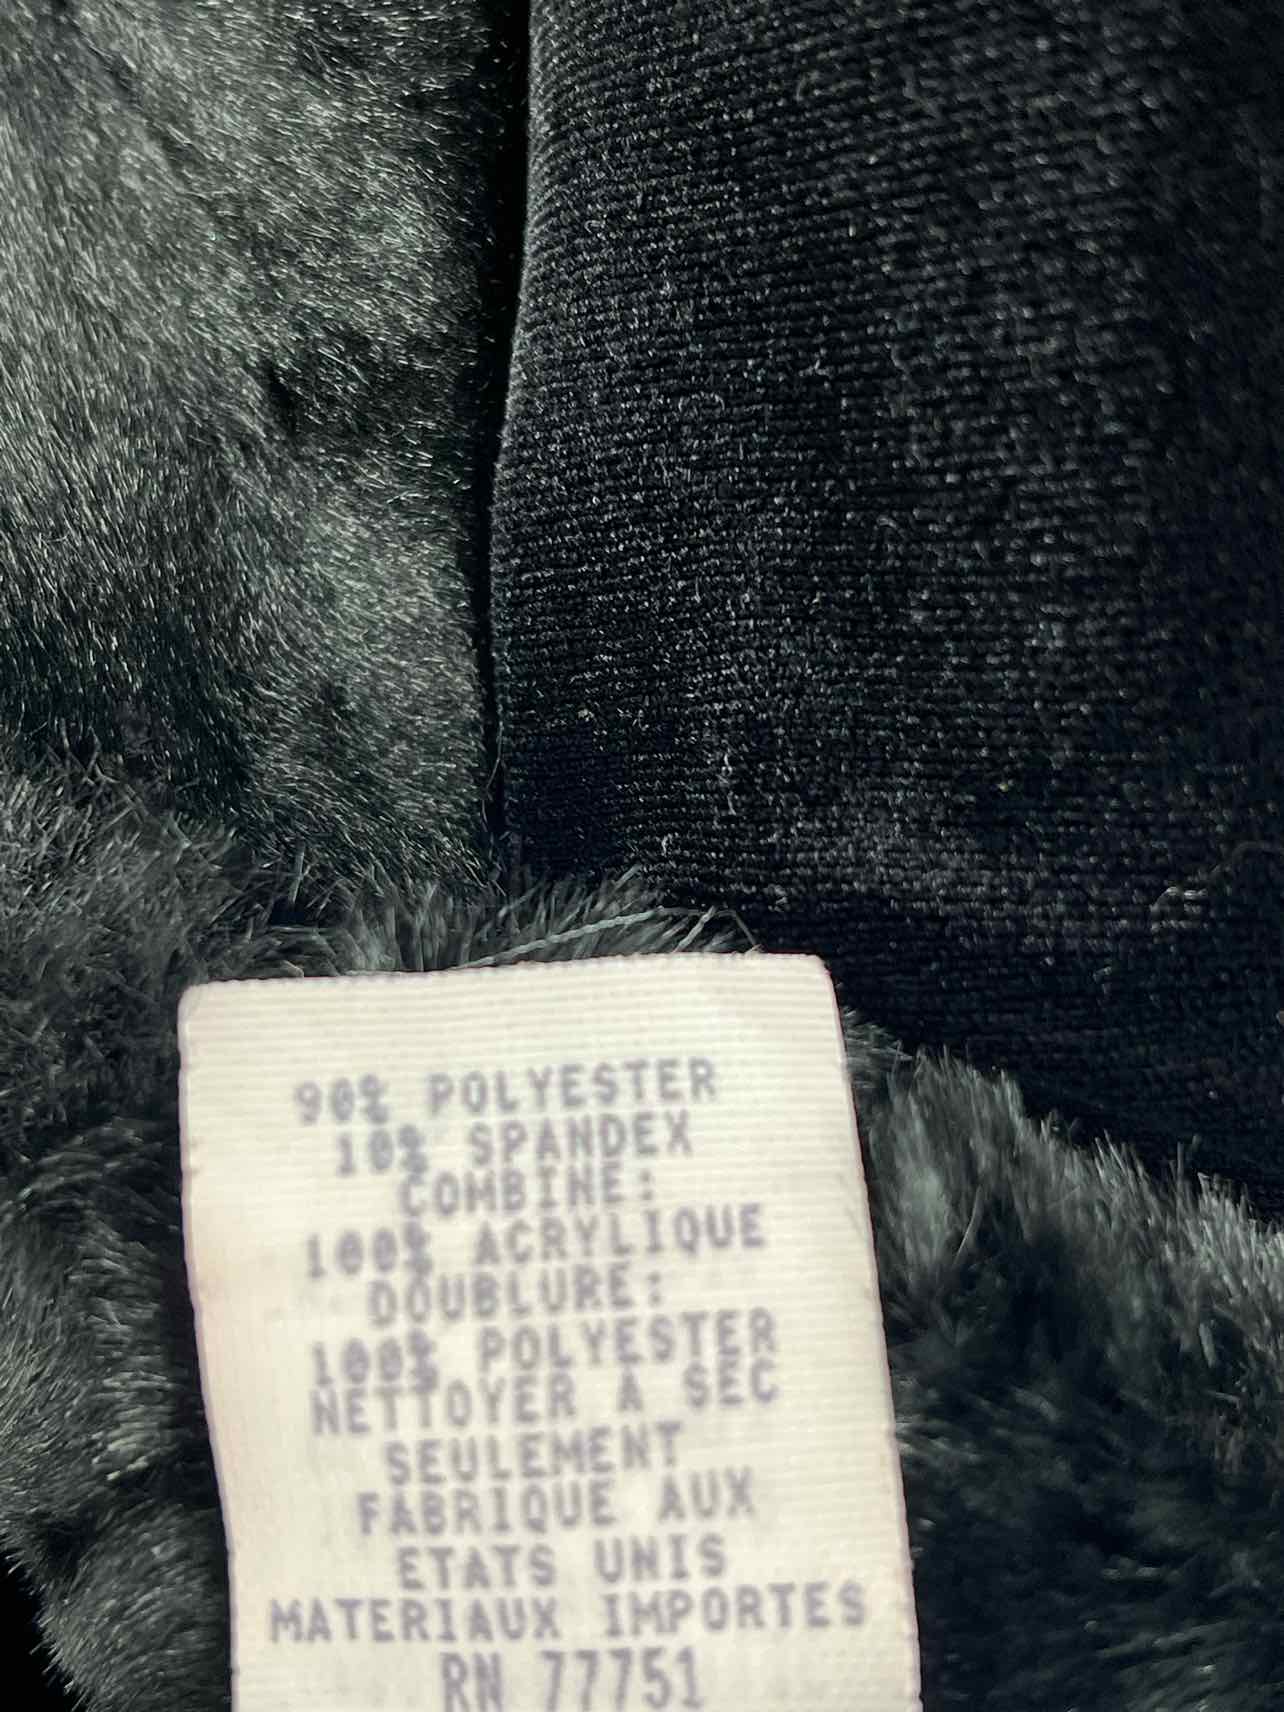 90% POLYESTER
10% SPANDEX
COMBINE:
100% ACRYLIQUE
DOUBLURE:
100% POLYESTER
NETTOYER A SEC
SEULEMENT
FABRIQUE AUX
ETATS UNIS
MATERIAUX IMPORTES
RN 77751